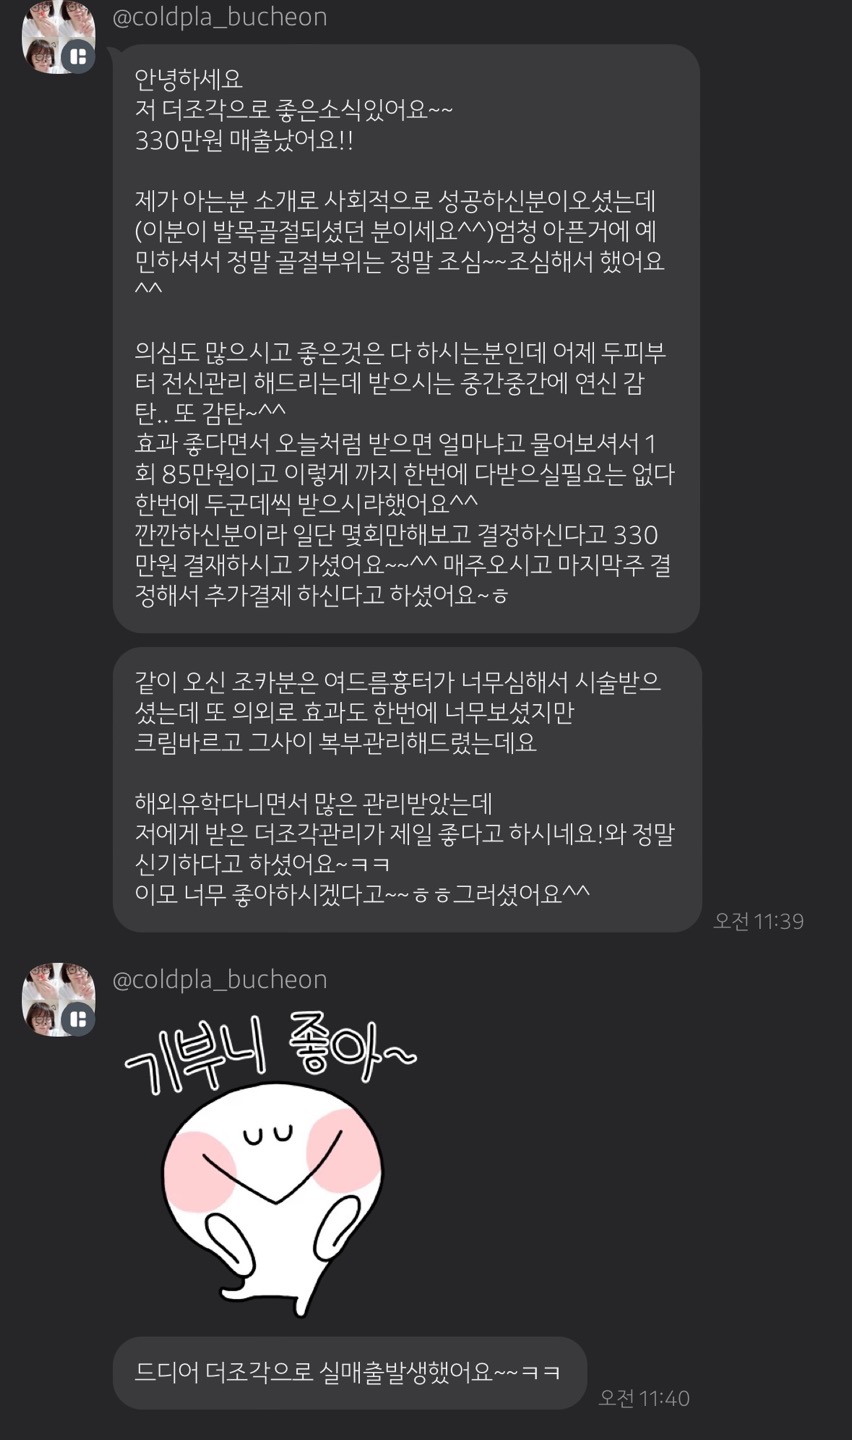 @coldpla_bucheon
안녕하세요
저 더조각으로 좋은소식있어요~~
330만원 매출났어요!!
제가 아는분 소개로 사회적으로 성공하신분이오셨는데
(이분이 발목골절되셨던 분이세요^^)엄청 아픈거에 예
민하셔서 정말 골절부위는 정말 조심~~조심해서 했어요
^^
의심도 많으시고 좋은것은 다 하시는분인데 어제 두피부
터 전신관리 해드리는데 받으시는 중간중간에 연신 감
탄.. 또 감탄~^^
효과 좋다면서 오늘처럼 받으면 얼마냐고 물어보셔서 1
회 85만원이고 이렇게 까지 한번에 다받으실필요는 없다
한번에 두군데씩 받으시라했어요^^
깐깐하신분이라 일단 몇회만해보고 결정하신다고 330
만원 결재하시고 가셨어요~~^^ 매주오시고 마지막주 결
정해서 추가결제 하신다고 하셨어요~ㅎ
같이 오신 조카분은 여드름흉터가 너무심해서 시술받으
셨는데 또 의외로 효과도 한번에 너무보셨지만
크림바르고 그사이 복부관리해드렸는데요
해외유학다니면서 많은 관리받았는데
저에게 받은 더조각관리가 제일 좋다고 하시네요!와 정말
신기하다고 하셨어요~ㅋㅋ
이모 너무 좋아하시겠다고~~ㅎㅎ그러셨어요^^
오전 11:39
@coldpla_bucheon
기부니 좋아~
드디어 더조각으로 실매출발생했어요~~ㅋㅋ
오전 11:40